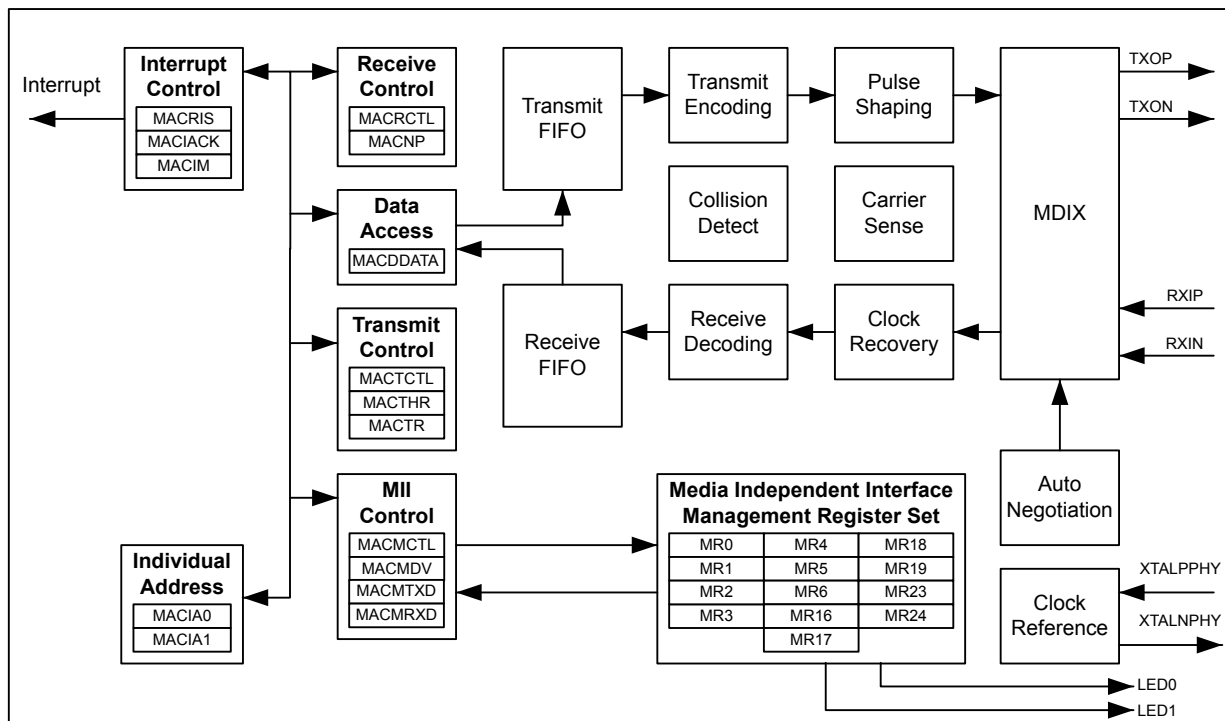 Interrupt
Interrupt
Control
MACRIS
MACIACK
MACIM
Receive
Control
MACRCTL
MACNP
Data
Access
MACDDATA
Transmit
Control
MACTCTL
MACTHR
MACTR
MII
Control
MACMCTL
MACMDV
MACMTXD
MACMRXD
Individual
Address
MACIA0
MACIA1
Transmit
FIFO
Receive
FIFO
Transmit
Encoding
Pulse
Shaping
Collision
Detect
Carrier
Sense
Receive
Decoding
Clock
Recovery
MDIX
TXOP
TXON
RXIP
RXIN
Auto
Negotiation
Media Independent Interface
Management Register Set
MR0 MR4 MR18
MR1 MR5 MR19
MR2 MR6 MR23
MR3 MR16 MR24
MR17
Clock
Reference
XTALPPHY
XTALNPHY
LED0
LED1